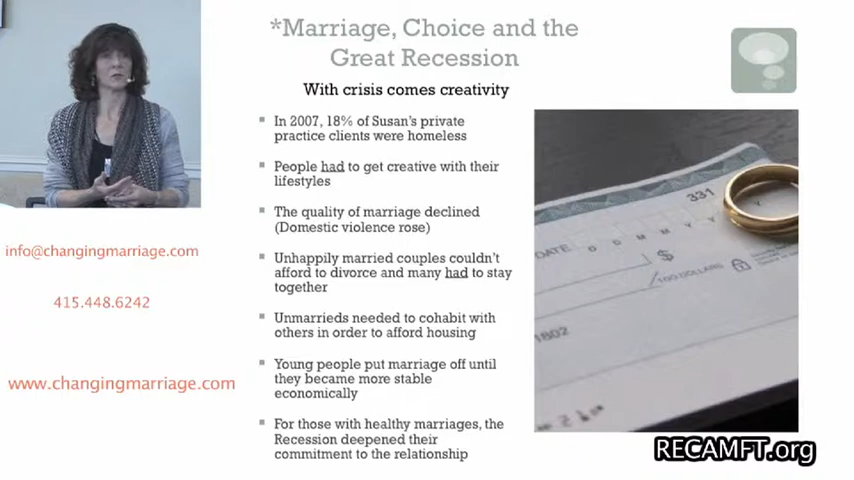 *Marriage, Choice and the
Great Recession
With crisis comes creativity
In 2007, 18% of Susan's private
practice clients were homeless
People had to get creative with their
lifestyles
The quality of marriage declined
(Domestic violence rose)
Unhappily married couples couldn't
afford to divorce and many had to stay
together
Unmarrieds needed to cohabit with
others in order to afford housing
Young people put marriage off until
they became more stable
economically
For those with healthy marriages, the
Recession deepened their
commitment to the relationship
info@changingmarriage.com
415.448.6242
www.changingmarriage.com
331
DATE
D D M M Y Y Y
$
100 DOLLARS
1802
RECAMFT.org